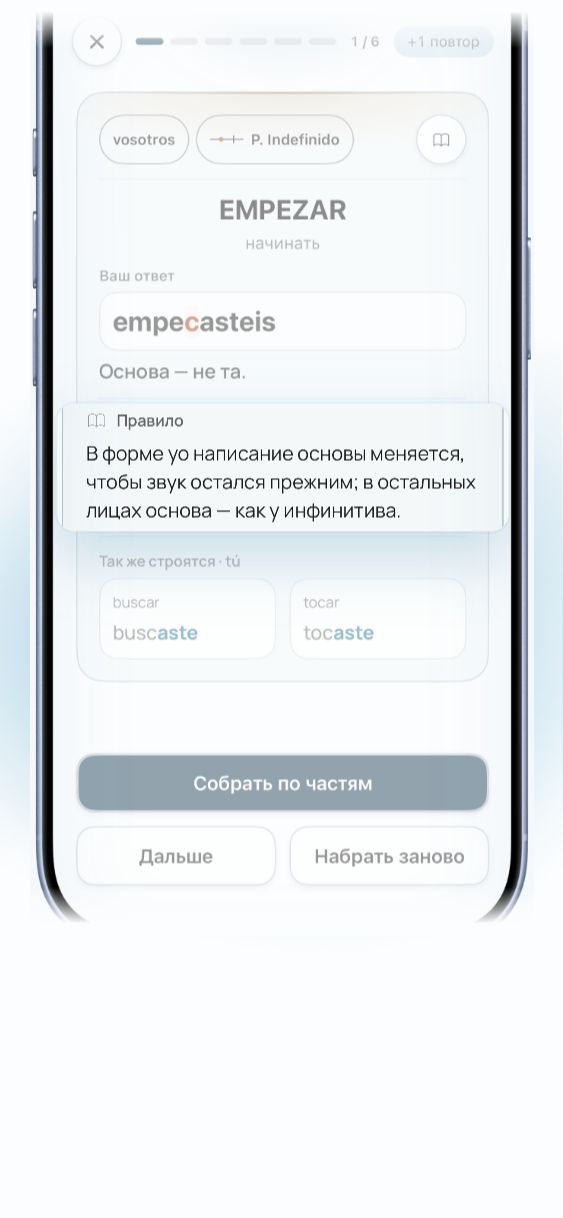 1 / 6
+1 повтор
vosotros
P. Indefinido
EMPEZAR
начинать
Ваш ответ
empecasteis
Основа — не та.
Правило
В форме yo написание основы меняется,
чтобы звук остался прежним; в остальных
лицах основа — как у инфинитива.
Так же строятся · tú
buscar
tocar
buscaste
tocaste
Собрать по частям
Дальше
Набрать заново